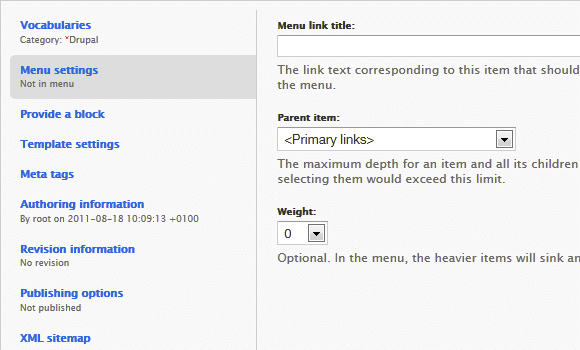 Vocabularies
Category: *Drupal
Menu settings
Not in menu
Provide a block
Template settings
Meta tags
Authoring information
By root on 2011-08-18 10:09:13 +0100
Revision information
No revision
Publishing options
Not published
XML sitemap
Menu link title:
The link text corresponding to this item that should
the menu.
Parent item:
<Primary links>
The maximum depth for an item and all its children
selecting them would exceed this limit.
Weight:
0
Optional. In the menu, the heavier items will sink an